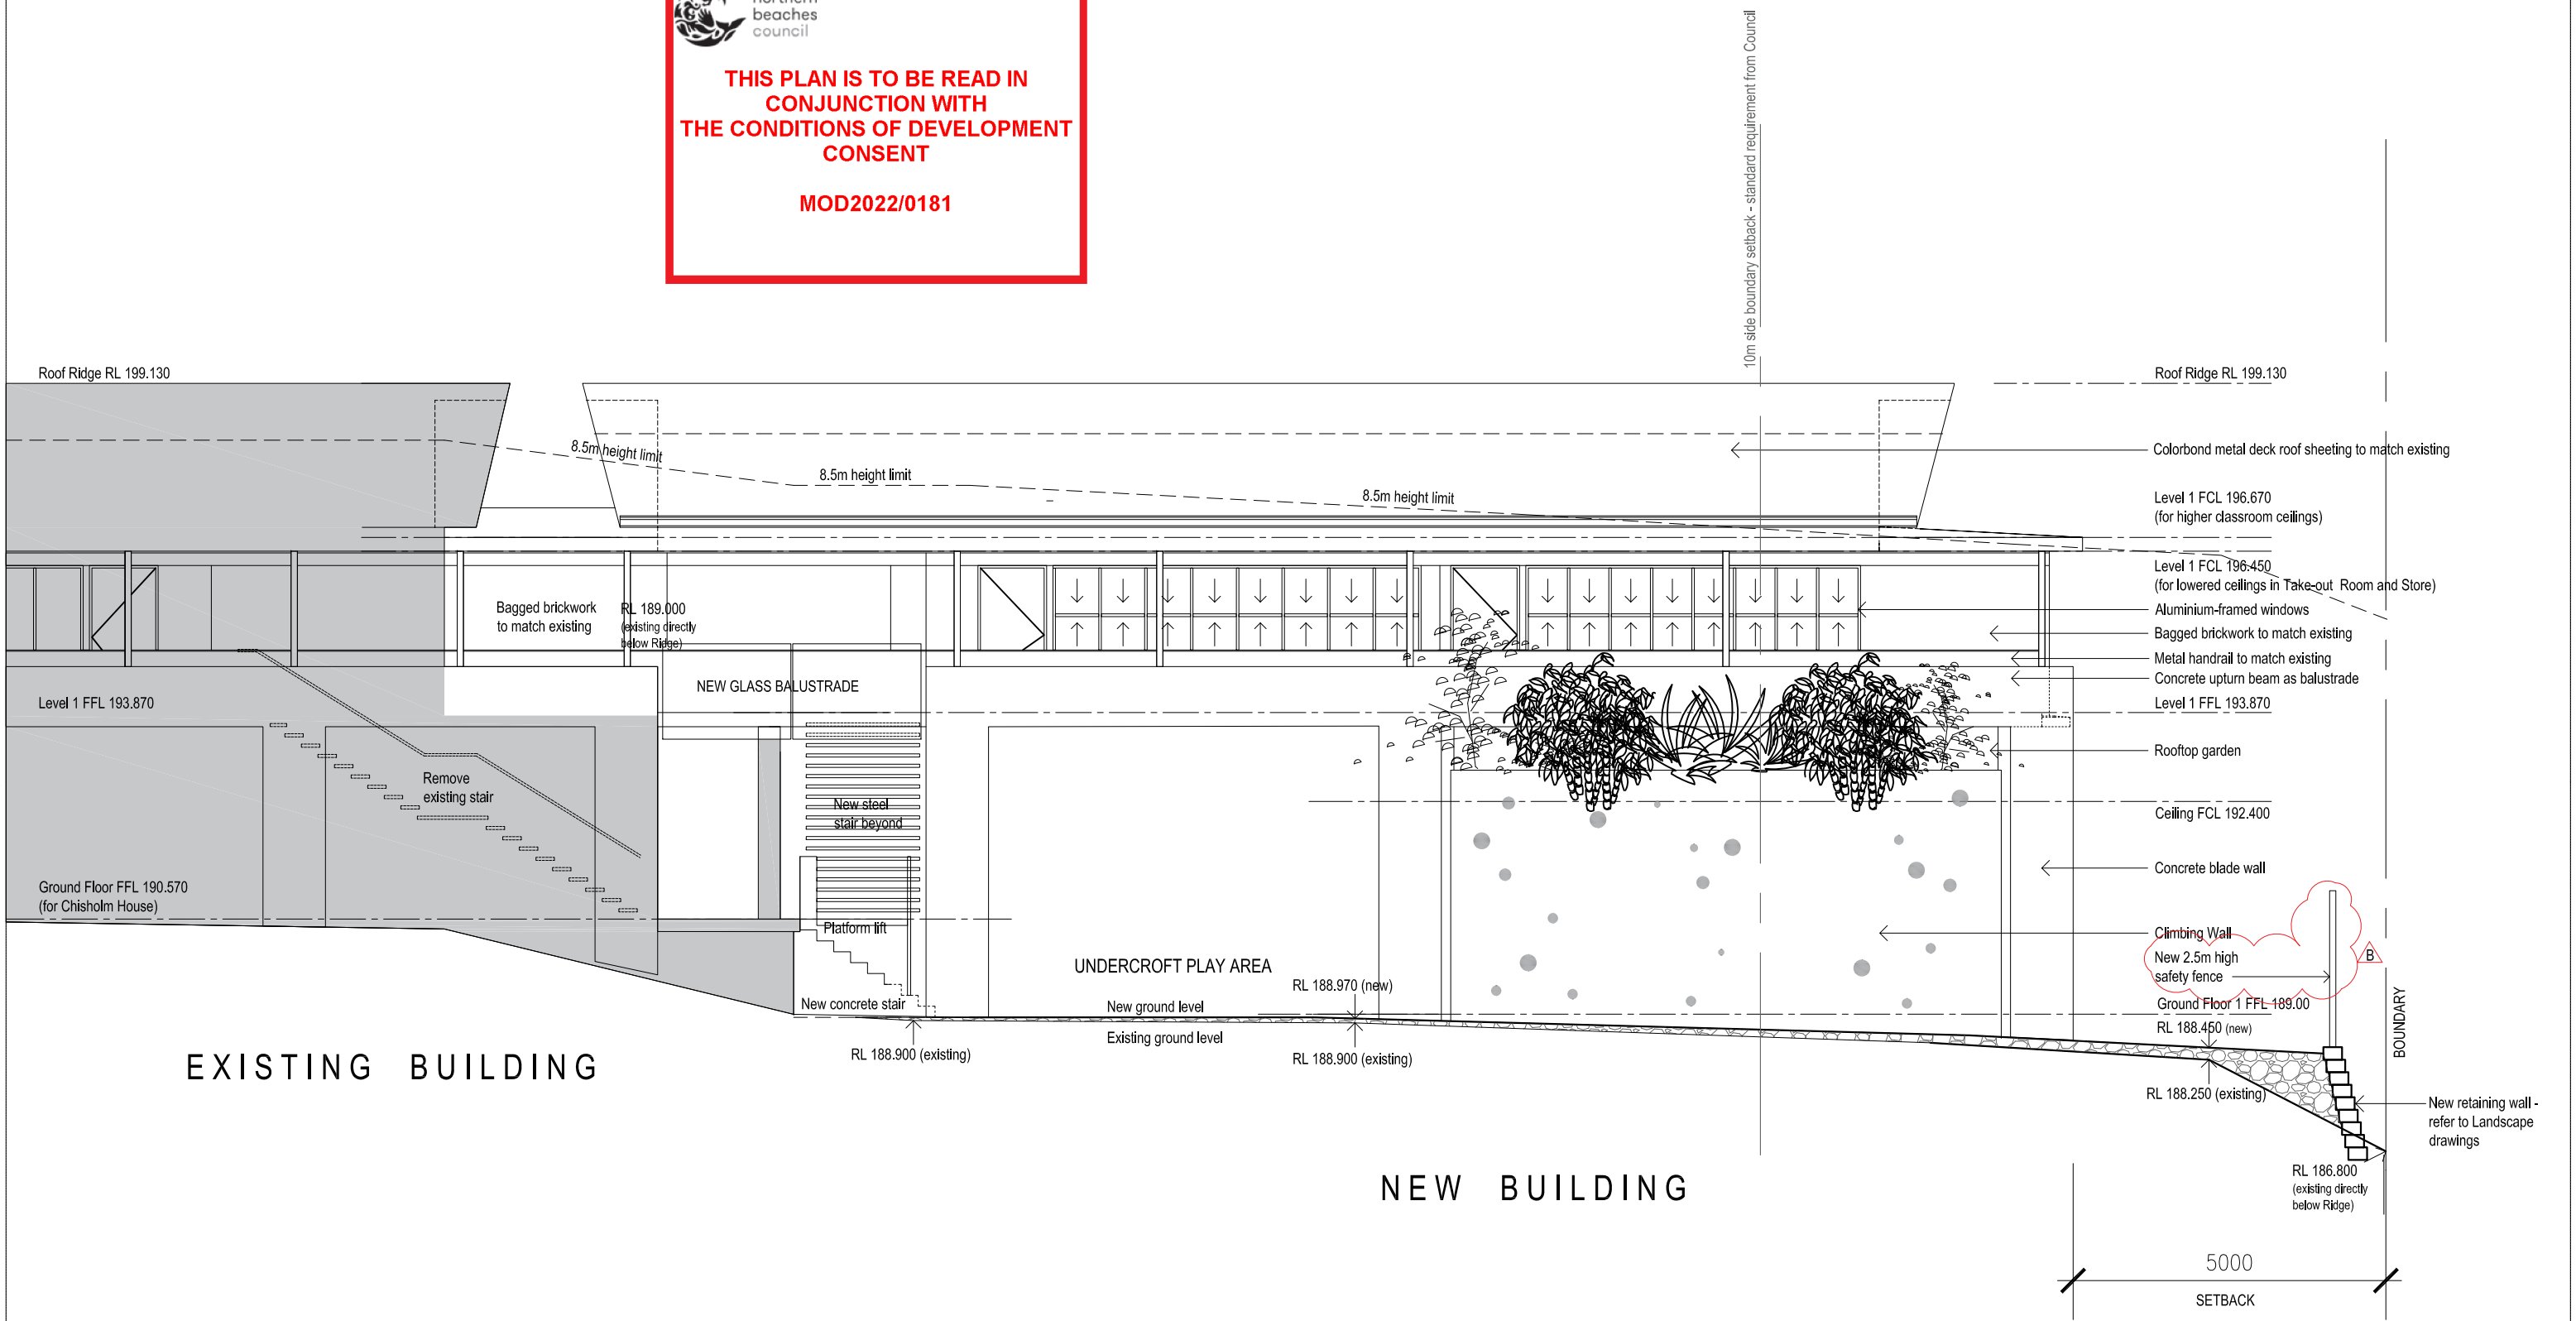 northern
beaches
council
THIS PLAN IS TO BE READ IN
CONJUNCTION WITH
THE CONDITIONS OF DEVELOPMENT
CONSENT
MOD2022/0181
10m side boundary setback - standard requirement from Council
Roof Ridge RL 199.130
Roof Ridge RL 199.130
8.5m height limit
8.5m height limit
8.5m height limit
Colorbond metal deck roof sheeting to match existing
Level 1 FCL 196.670
(for higher classroom ceilings)
Level 1 FCL 196.450
(for lowered ceilings in Take-out Room and Store)
Aluminium-framed windows
Bagged brickwork to match existing
Metal handrail to match existing
Concrete upturn beam as balustrade
Level 1 FFL 193.870
Rooftop garden
Ceiling FCL 192.400
Concrete blade wall
Climbing Wall
New 2.5m high
safety fence
B
Ground Floor 1 FFL 189.00
RL 188.450 (new)
BOUNDARY
Bagged brickwork
to match existing
RL 189.000
(existing directly
below Ridge)
NEW GLASS BALUSTRADE
Level 1 FFL 193.870
Remove
existing stair
New steel
stair beyond
Ground Floor FFL 190.570
(for Chisholm House)
Platform lift
UNDERCROFT PLAY AREA
New concrete stair
New ground level
Existing ground level
RL 188.970 (new)
RL 188.900 (existing)
RL 188.900 (existing)
RL 188.250 (existing)
New retaining wall -
refer to Landscape
drawings
EXISTING BUILDING
NEW BUILDING
RL 186.800
(existing directly
below Ridge)
5000
SETBACK